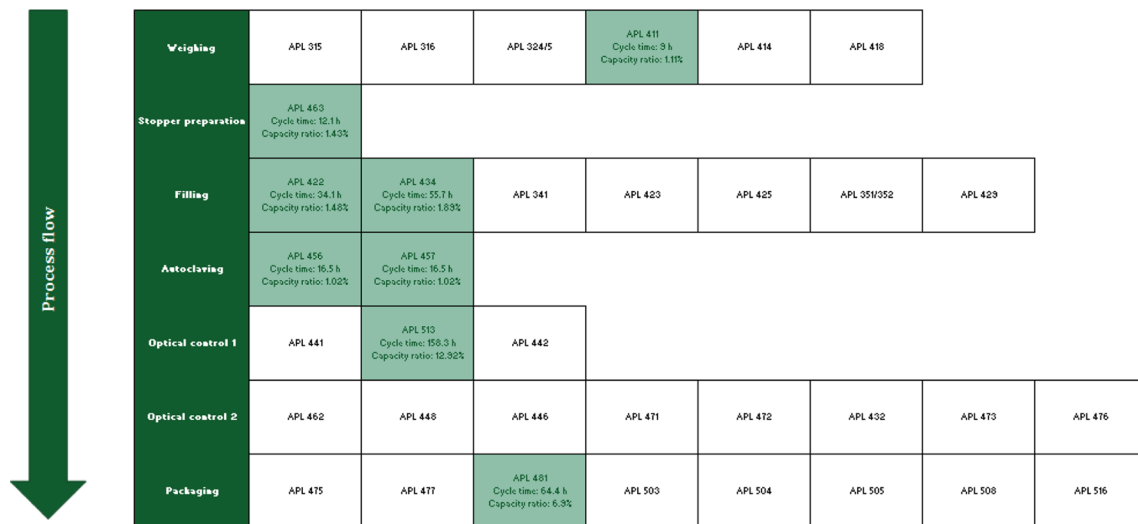 Process flow
Weighing
APL 315
APL 316
APL 324/5
APL 411
Cycle time: 9 h
Capacity ratio: 1.11%
APL 414
APL 418
Stopper preparation
APL 463
Cycle time: 12.1 h
Capacity ratio: 1.43%
Filling
APL 422
Cycle time: 34.1 h
Capacity ratio: 1.48%
APL 434
Cycle time: 55.7 h
Capacity ratio: 1.89%
APL 341
APL 423
APL 425
APL 351/352
APL 429
Autoclaving
APL 456
Cycle time: 16.5 h
Capacity ratio: 1.02%
APL 457
Cycle time: 16.5 h
Capacity ratio: 1.02%
Optical control 1
APL 441
APL 513
Cycle time: 158.3 h
Capacity ratio: 12.92%
APL 442
Optical control 2
APL 462
APL 448
APL 446
APL 471
APL 472
APL 432
APL 473
APL 476
Packaging
APL 475
APL 477
APL 481
Cycle time: 64.4 h
Capacity ratio: 6.9%
APL 503
APL 504
APL 505
APL 508
APL 516